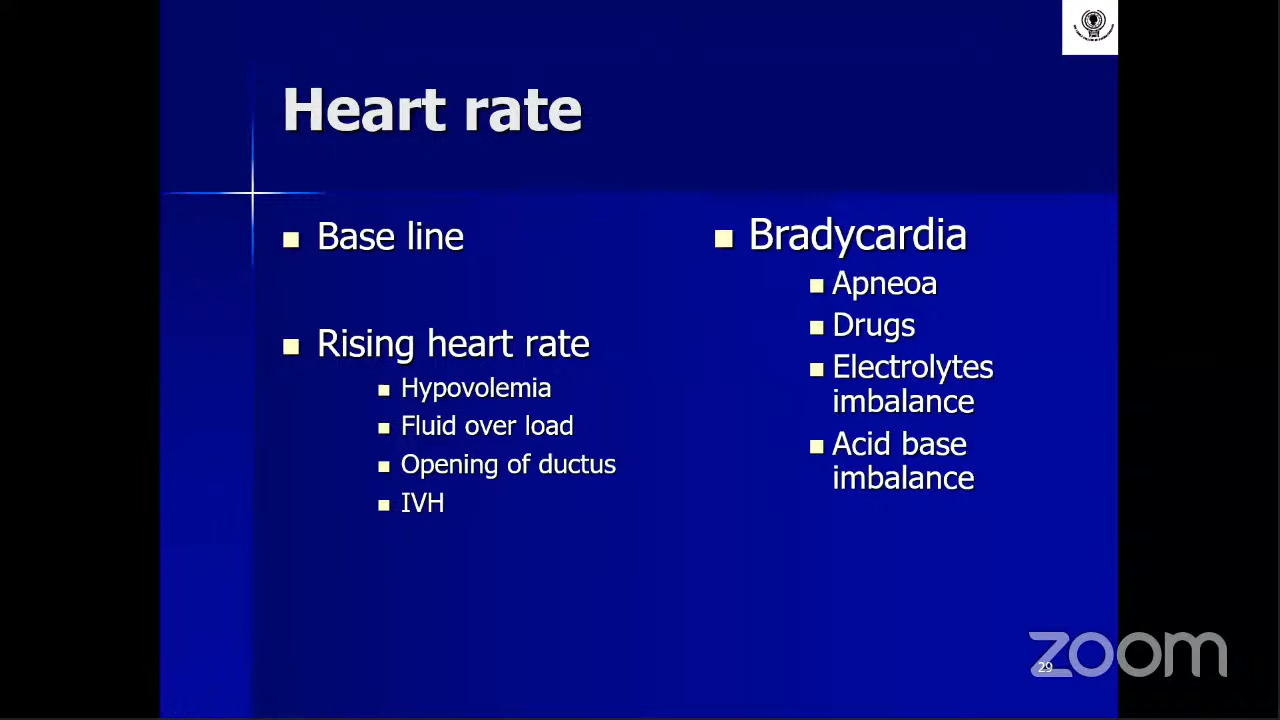 Heart rate
Base line
Rising heart rate
Hypovolemia
Fluid over load
Opening of ductus
IVH
Bradycardia
Apneoa
Drugs
Electrolytes
imbalance
Acid base
imbalance
29
zoom